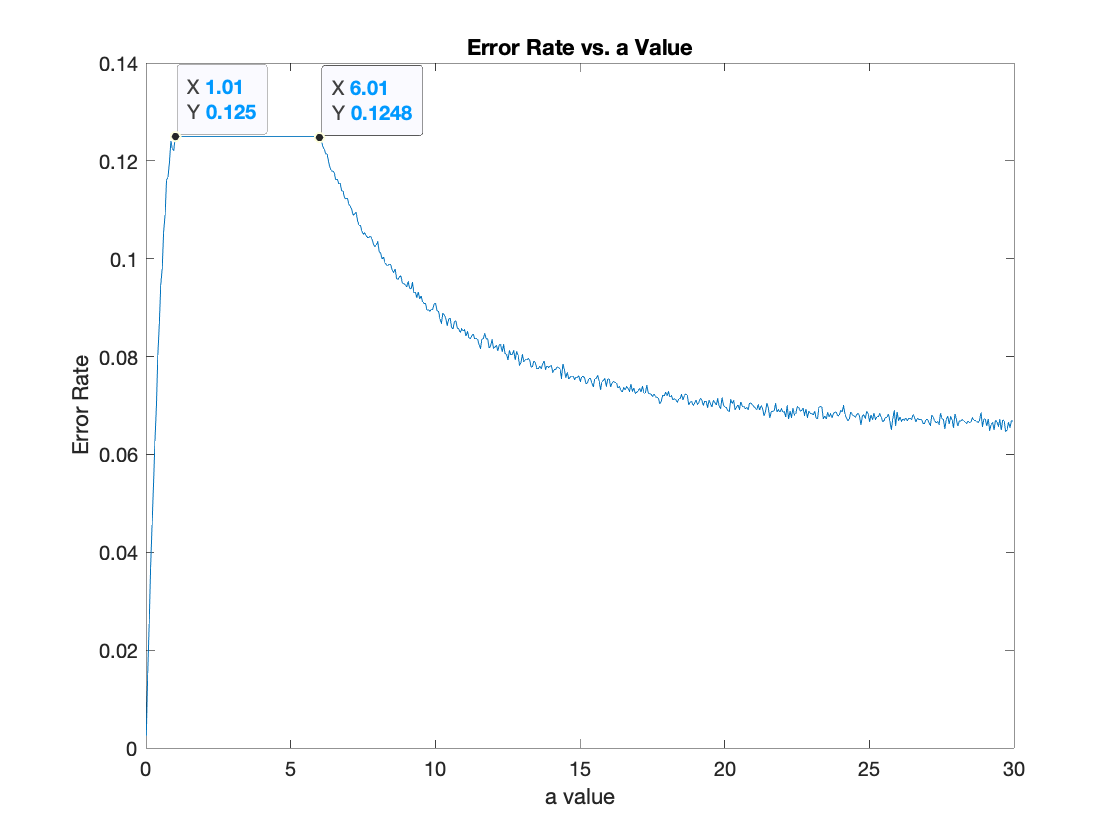 Error Rate vs. a Value
X 1.01
Y 0.125
X 6.01
Y 0.1248
0.14
0.12
0.1
0.08
0.06
0.04
0.02
0
Error Rate
0 5 10 15 20 25 30
a value